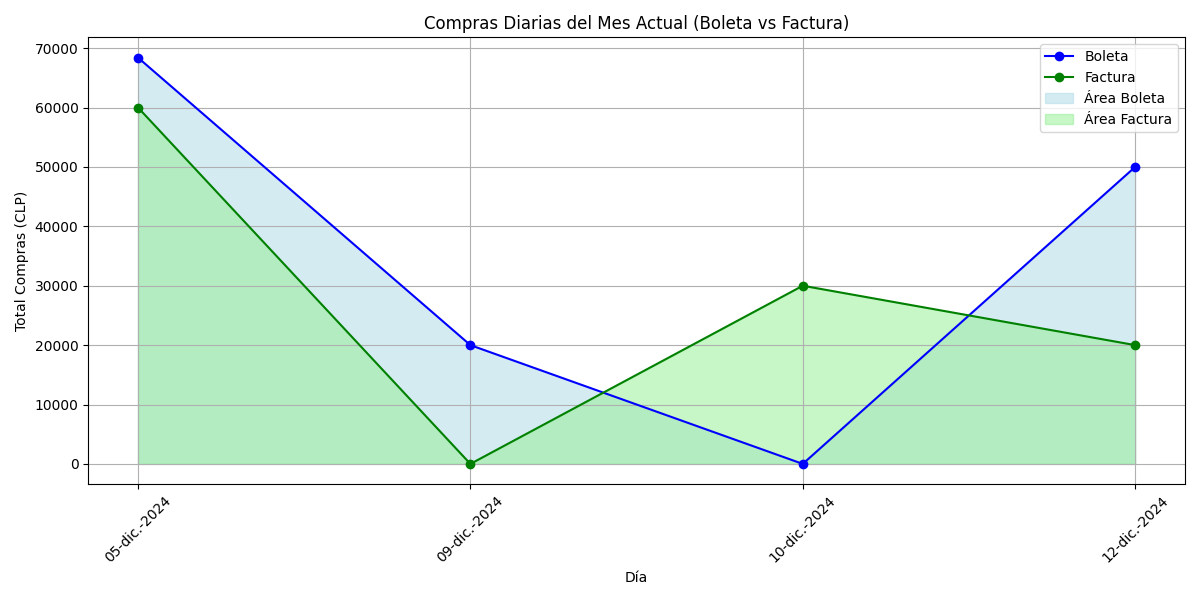 Compras Diarias del Mes Actual (Boleta vs Factura)
Boleta
Factura
Área Boleta
Área Factura
Total Compras (CLP)
70000
60000
50000
40000
30000
20000
10000
0
05-dic.-2024
09-dic.-2024
10-dic.-2024
12-dic.-2024
Día